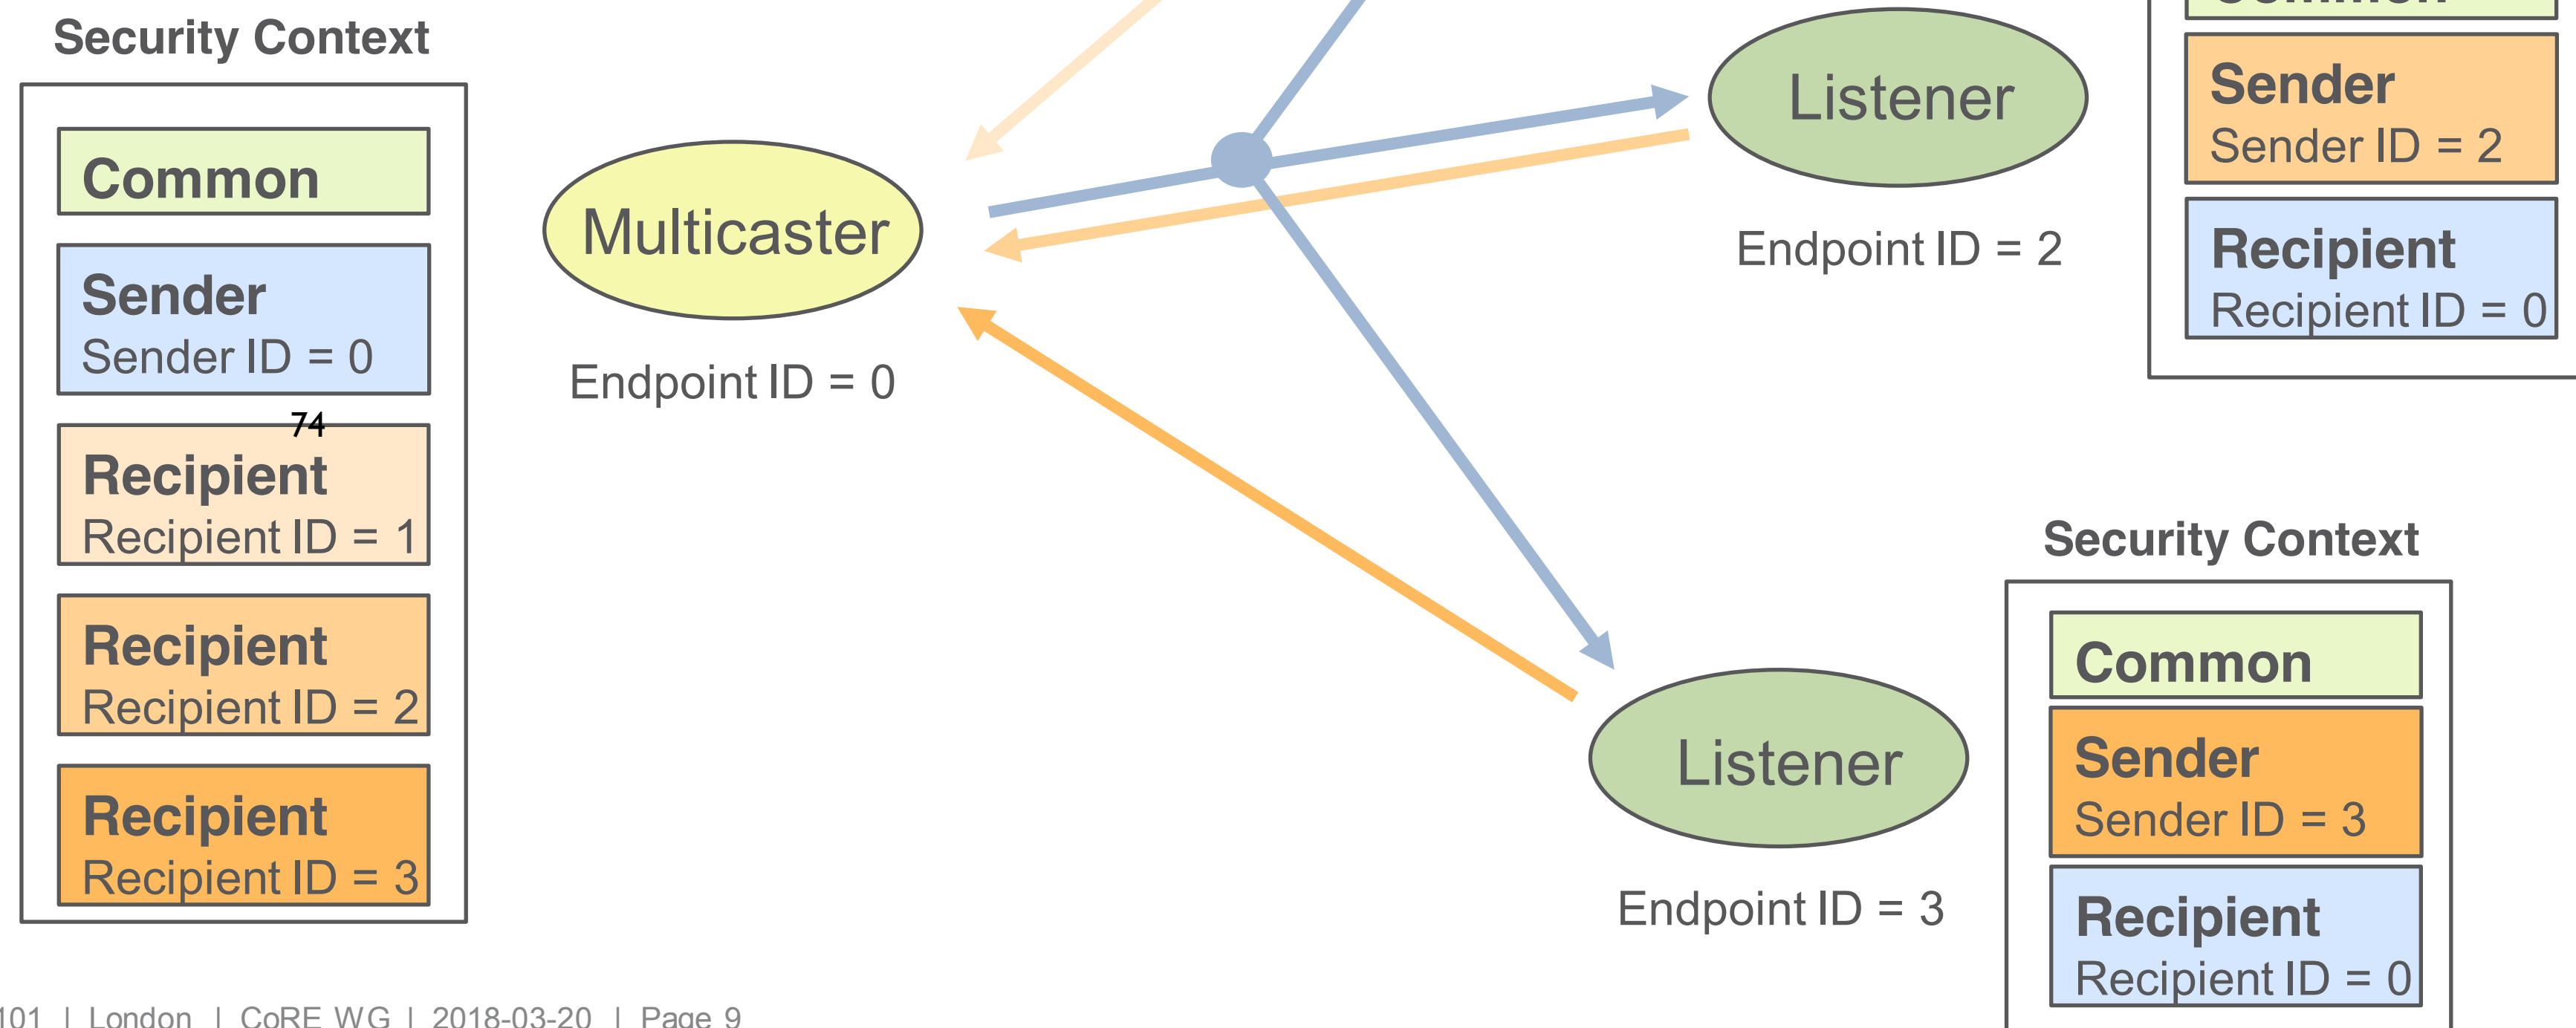 Security Context
Common
Sender
Sender ID = 0
74
Recipient
Recipient ID = 1
Recipient
Recipient ID = 2
Recipient
Recipient ID = 3
Multicaster
Endpoint ID = 0
Listener
Endpoint ID = 2
Common
Sender
Sender ID = 2
Recipient
Recipient ID = 0
Listener
Endpoint ID = 3
Security Context
Common
Sender
Sender ID = 3
Recipient
Recipient ID = 0
101 | London | CoRE WG | 2018-03-20 | Page 9